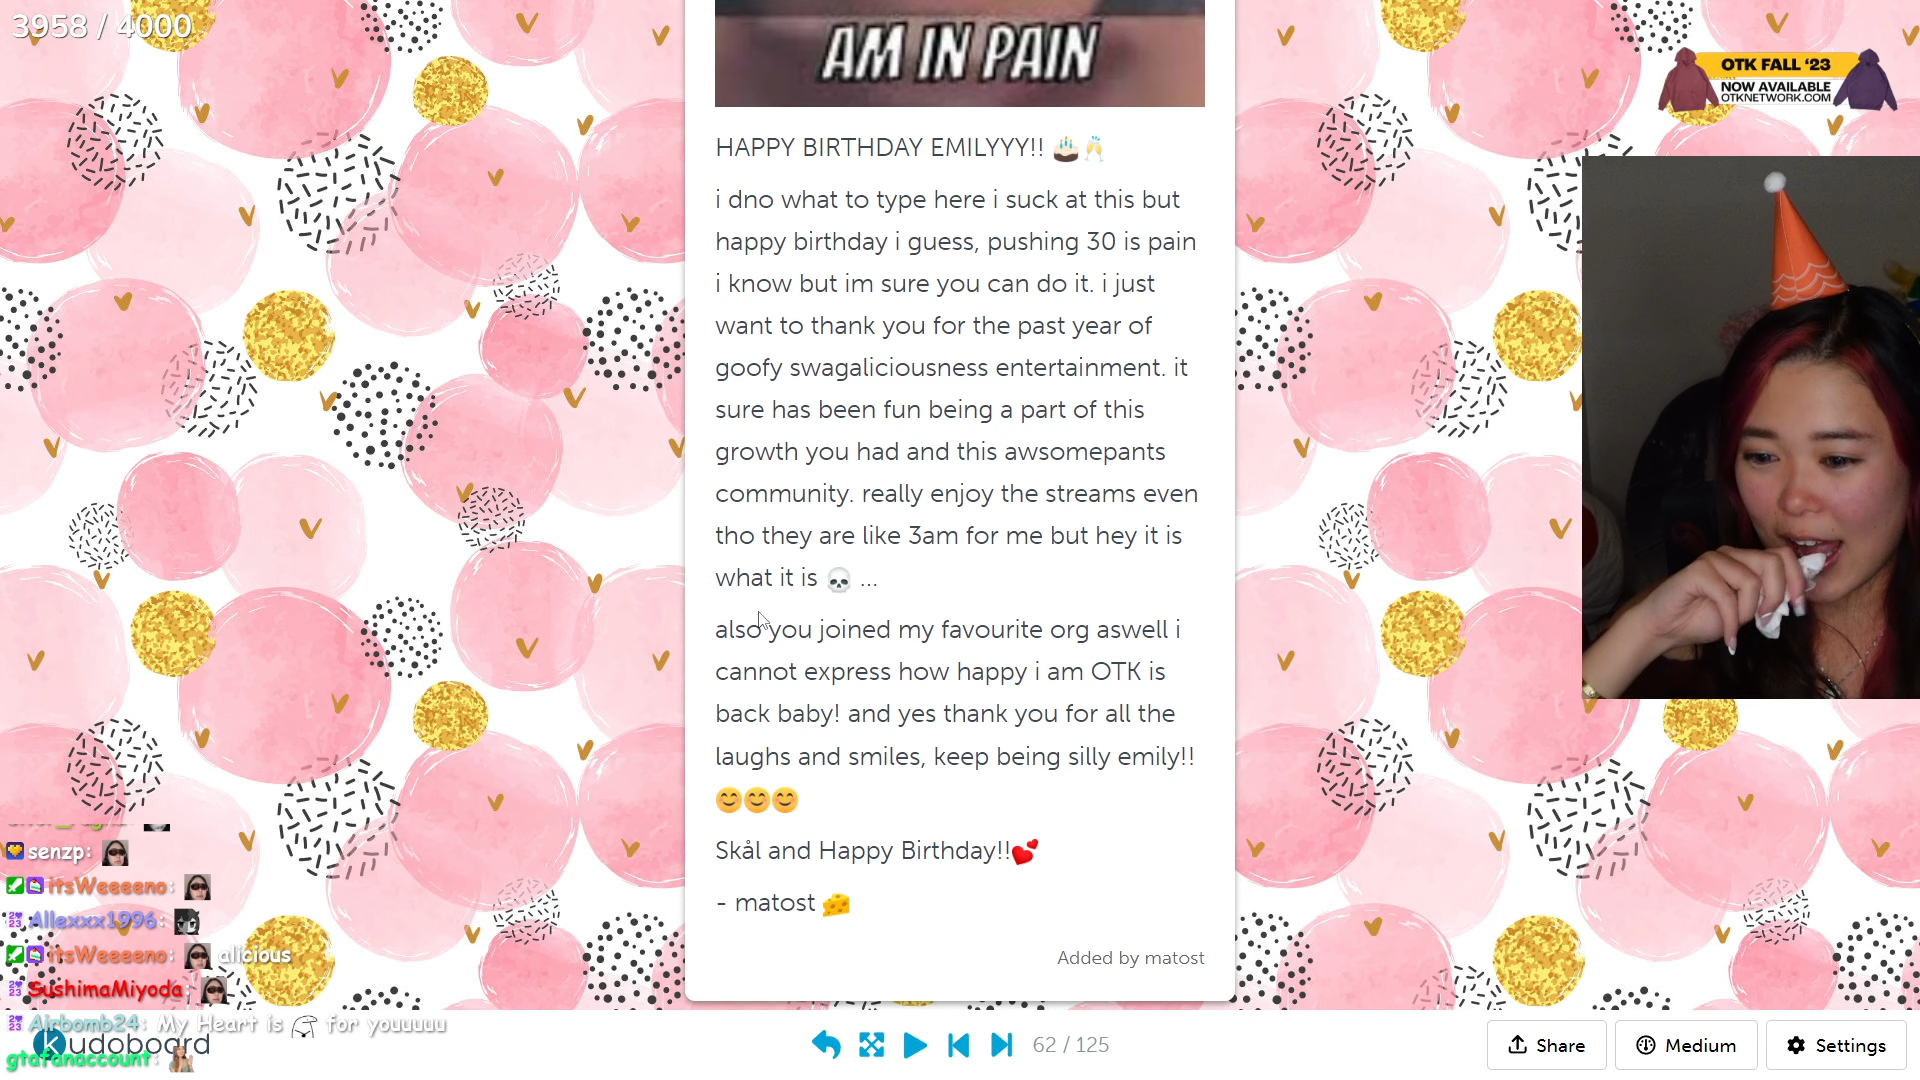 3958 / 4000
AM IN PAIN
OTK FALL '23
NOW AVAILABLE
OTKNETWORK.COM
HAPPY BIRTHDAY EMILYYY!! 🎂🥂
i dno what to type here i suck at this but
happy birthday i guess, pushing 30 is pain
i know but im sure you can do it. i just
want to thank you for the past year of
goofy swagaliciousness entertainment. it
sure has been fun being a part of this
growth you had and this awsomepants
community. really enjoy the streams even
tho they are like 3am for me but hey it is
what it is 💀 ...
also you joined my favourite org aswell i
cannot express how happy i am OTK is
back baby! and yes thank you for all the
laughs and smiles, keep being silly emily!!
😊😊😊
Skål and Happy Birthday!!💕
- matost 🧀
Added by matost
senzp:
itsWeeeeno:
Allexxx1996:
itsWeeeeno: alicious
SushimaMiyoda:
Airbomb24: My Heart is for youuuuu
gtafanaccount:
kudoboard
62 / 125
Share
Medium
Settings